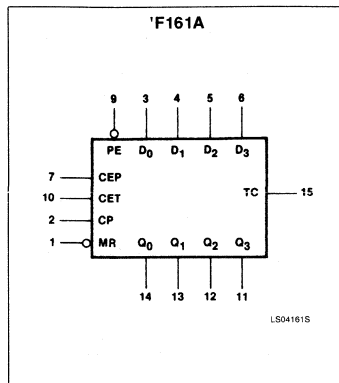 'F161A
9 3 4 5 6
PE D0 D1 D2 D3
7 CEP
10 CET
TC 15
2 CP
1 MR Q0 Q1 Q2 Q3
14 13 12 11
LS04161S